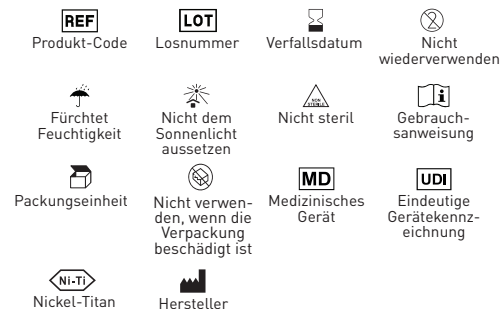 REF
Produkt-Code
LOT
Losnummer
Verfallsdatum
2
Nicht
wiederverwenden
Fürchtet
Feuchtigkeit
Nicht dem
Sonnenlicht
aussetzen
NON
STERILE
Nicht steril
i
Gebrauch-
sanweisung
Packungseinheit
Nicht verwen-
den, wenn die
Verpackung
beschädigt ist
MD
Medizinisches
Gerät
UDI
Eindeutige
Gerätekennz-
eichnung
Ni-Ti
Nickel-Titan
Hersteller